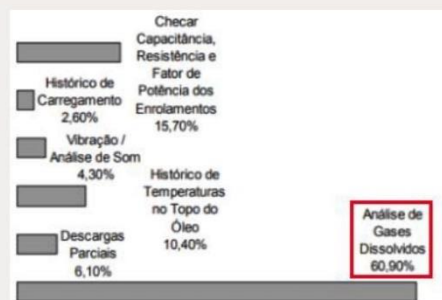 Checar
Capacitância,
Resistência e
Fator de
Potência dos
Enrolamentos
15,70%
Histórico de
Carregamento
2,60%
Vibração /
Análise de Som
4,30%
Histórico de
Temperaturas
no Topo do
Óleo
10,40%
Descargas
Parciais
6,10%
Análise de
Gases
Dissolvidos
60,90%